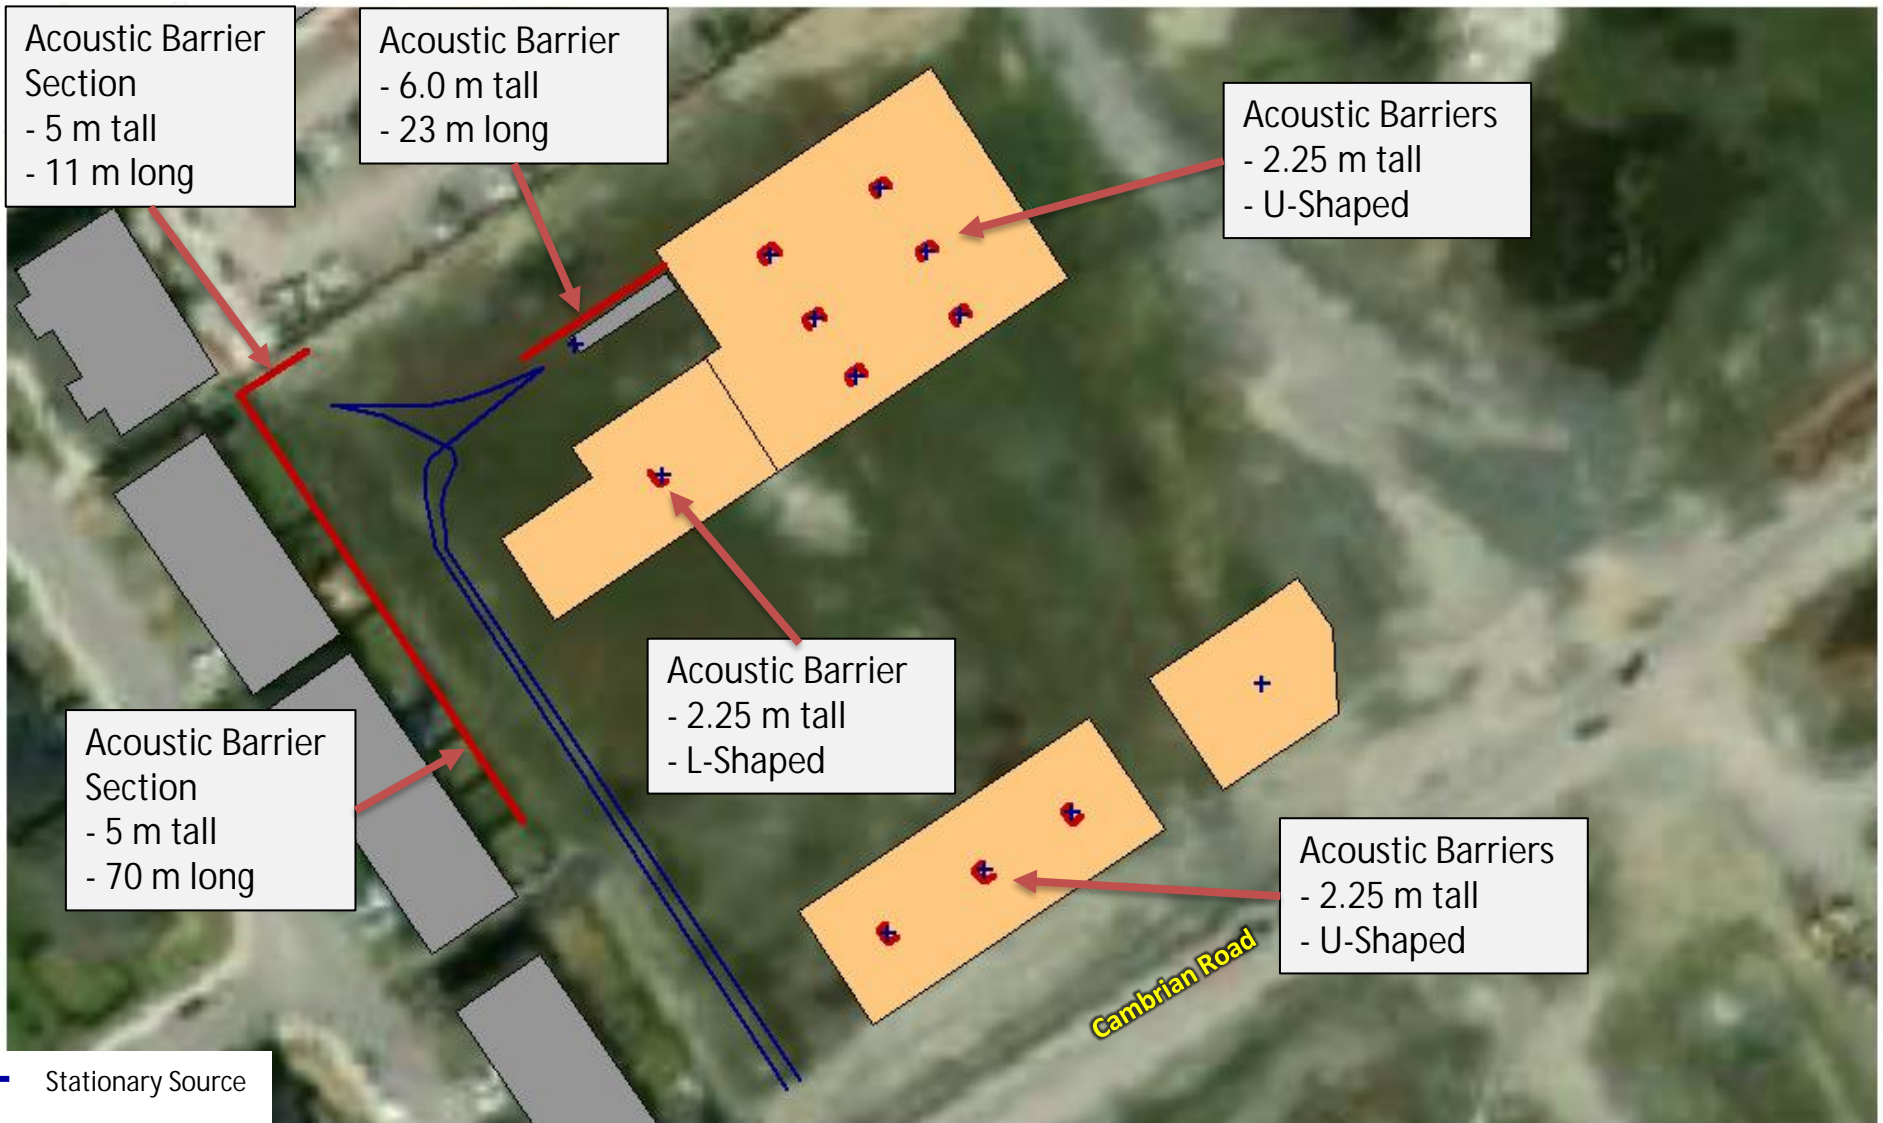 Acoustic Barrier
Section
- 5 m tall
- 11 m long
Acoustic Barrier
- 6.0 m tall
- 23 m long
Acoustic Barriers
- 2.25 m tall
- U-Shaped
Acoustic Barrier
- 2.25 m tall
- L-Shaped
Acoustic Barrier
Section
- 5 m tall
- 70 m long
Acoustic Barriers
- 2.25 m tall
- U-Shaped
Cambrian Road
Stationary Source